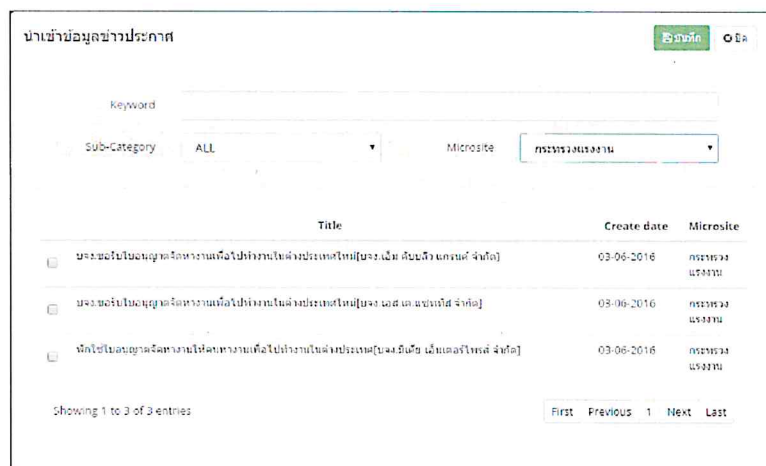 นำเข้าข้อมูลข่าวประกาศ
บันทึก ปิด
Keyword
Sub-Category ALL Microsite กระทรวงแรงงาน
Title Create date Microsite
บจง.ขอรับใบอนุญาตจัดหางานเพื่อไปทำงานในต่างประเทศใหม่[บจง.เอ็ม ดับบลิว แกรนด์ จำกัด] 03-06-2016 กระทรวง
แรงงาน
บจง.ขอรับใบอนุญาตจัดหางานเพื่อไปทำงานในต่างประเทศใหม่[บจง เอส เค จำกัด] 03-06-2016 กระทรวง
แรงงาน
พักใช้ใบอนุญาตจัดหางานให้คนหางานเพื่อไปทำงานในต่างประเทศ[บจง. เอ็นเตอร์ไพรส์ จำกัด] 03-06-2016 กระทรวง
แรงงาน
Showing 1 to 3 of 3 entries First Previous 1 Next Last